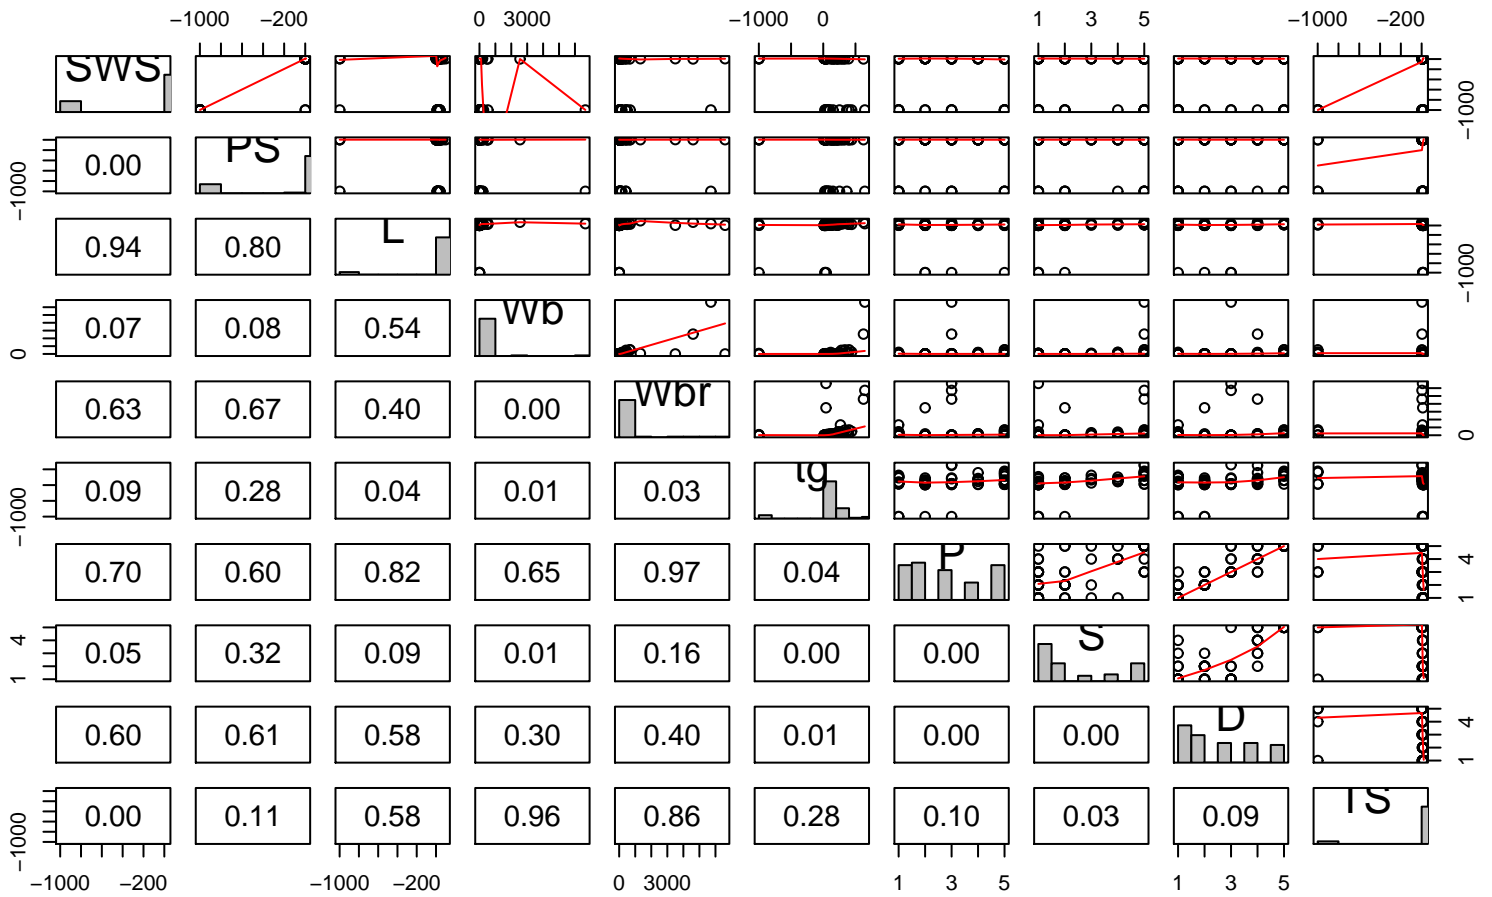 −1000 −200 0 3000 −1000 0 1 3 5 −1000 −200
SWS −1000
−1000 0.00 PS
0.94 0.80 L −1000
0 0.07 0.08 0.54 Wb
0.63 0.67 0.40 0.00 Wbr 0
−1000 0.09 0.28 0.04 0.01 0.03 tg
0.70 0.60 0.82 0.65 0.97 0.04 P 1 4
1 4 0.05 0.32 0.09 0.01 0.16 0.00 0.00 S
0.60 0.61 0.58 0.30 0.40 0.01 0.00 0.00 D 1 4
−1000 0.00 0.11 0.58 0.96 0.86 0.28 0.10 0.03 0.09 TS
−1000 −200 −1000 −200 0 3000 1 3 5 1 3 5